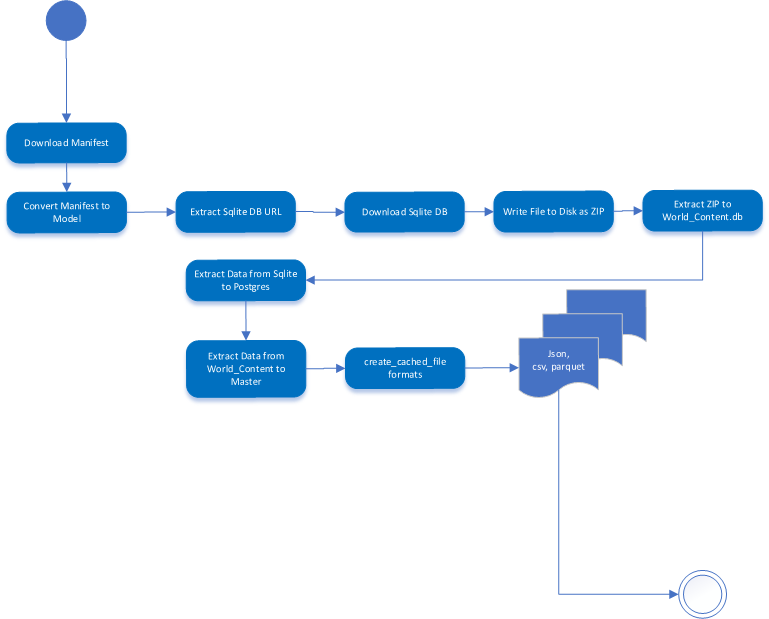 Download Manifest
Convert Manifest to
Model
Extract Sqlite DB URL
Download Sqlite DB
Write File to Disk as ZIP
Extract ZIP to
World_Content.db
Extract Data from Sqlite
to Postgres
Extract Data from
World_Content to
Master
create_cached_file
formats
Json,
csv, parquet